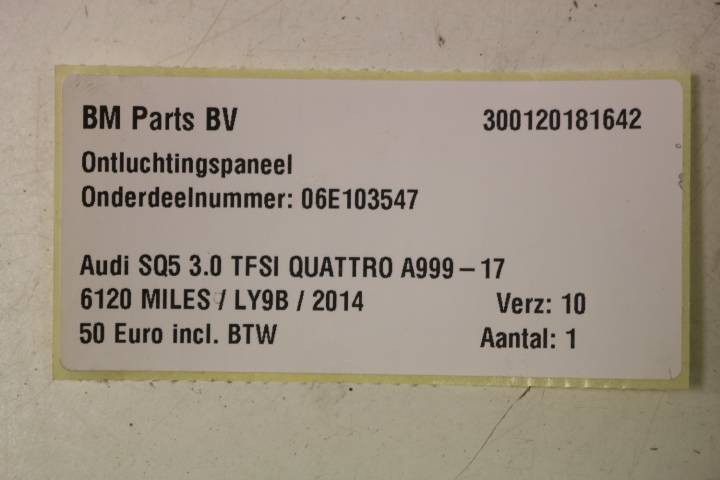 BM Parts BV 300120181642
Ontluchtingspaneel
Onderdeelnummer: 06E103547
Audi SQ5 3.0 TFSI QUATTRO A999 – 17
6120 MILES / LY9B / 2014 Verz: 10
50 Euro incl. BTW Aantal: 1